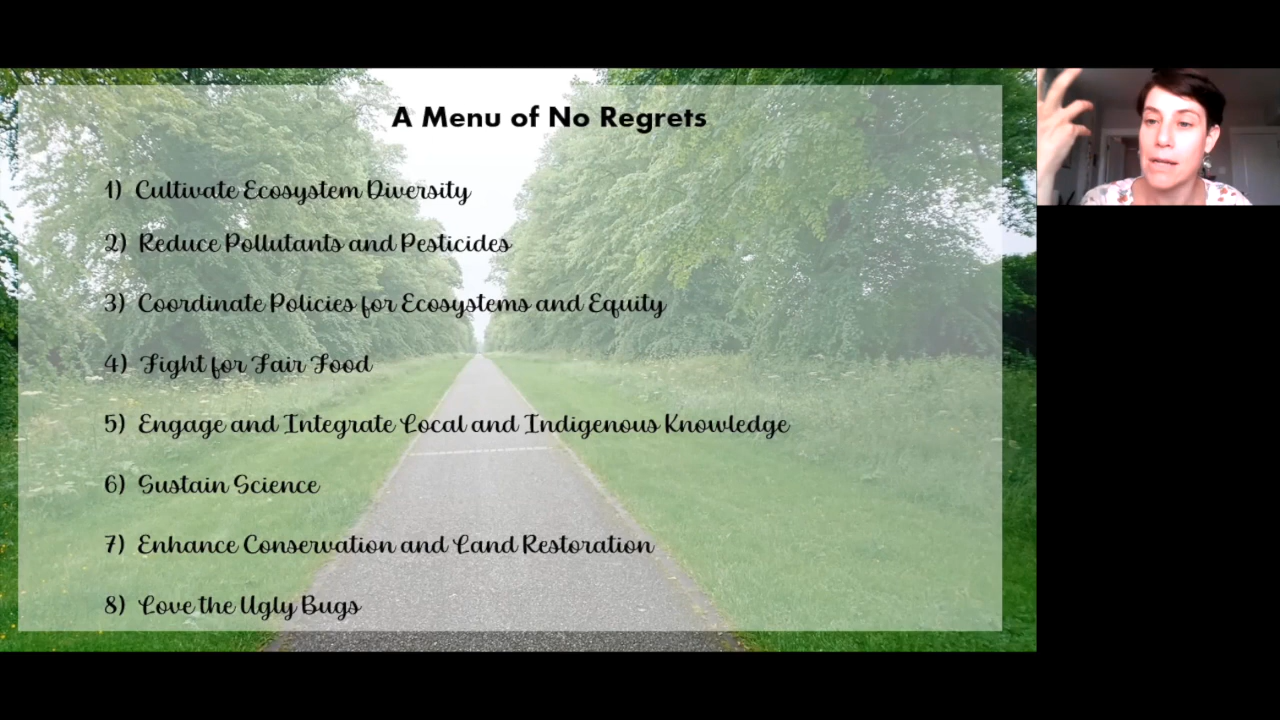 A Menu of No Regrets
1) Cultivate Ecosystem Diversity
2) Reduce Pollutants and Pesticides
3) Coordinate Policies for Ecosystems and Equity
4) Fight for Fair Food
5) Engage and Integrate Local and Indigenous Knowledge
6) Sustain Science
7) Enhance Conservation and Land Restoration
8) Love the Ugly Bugs